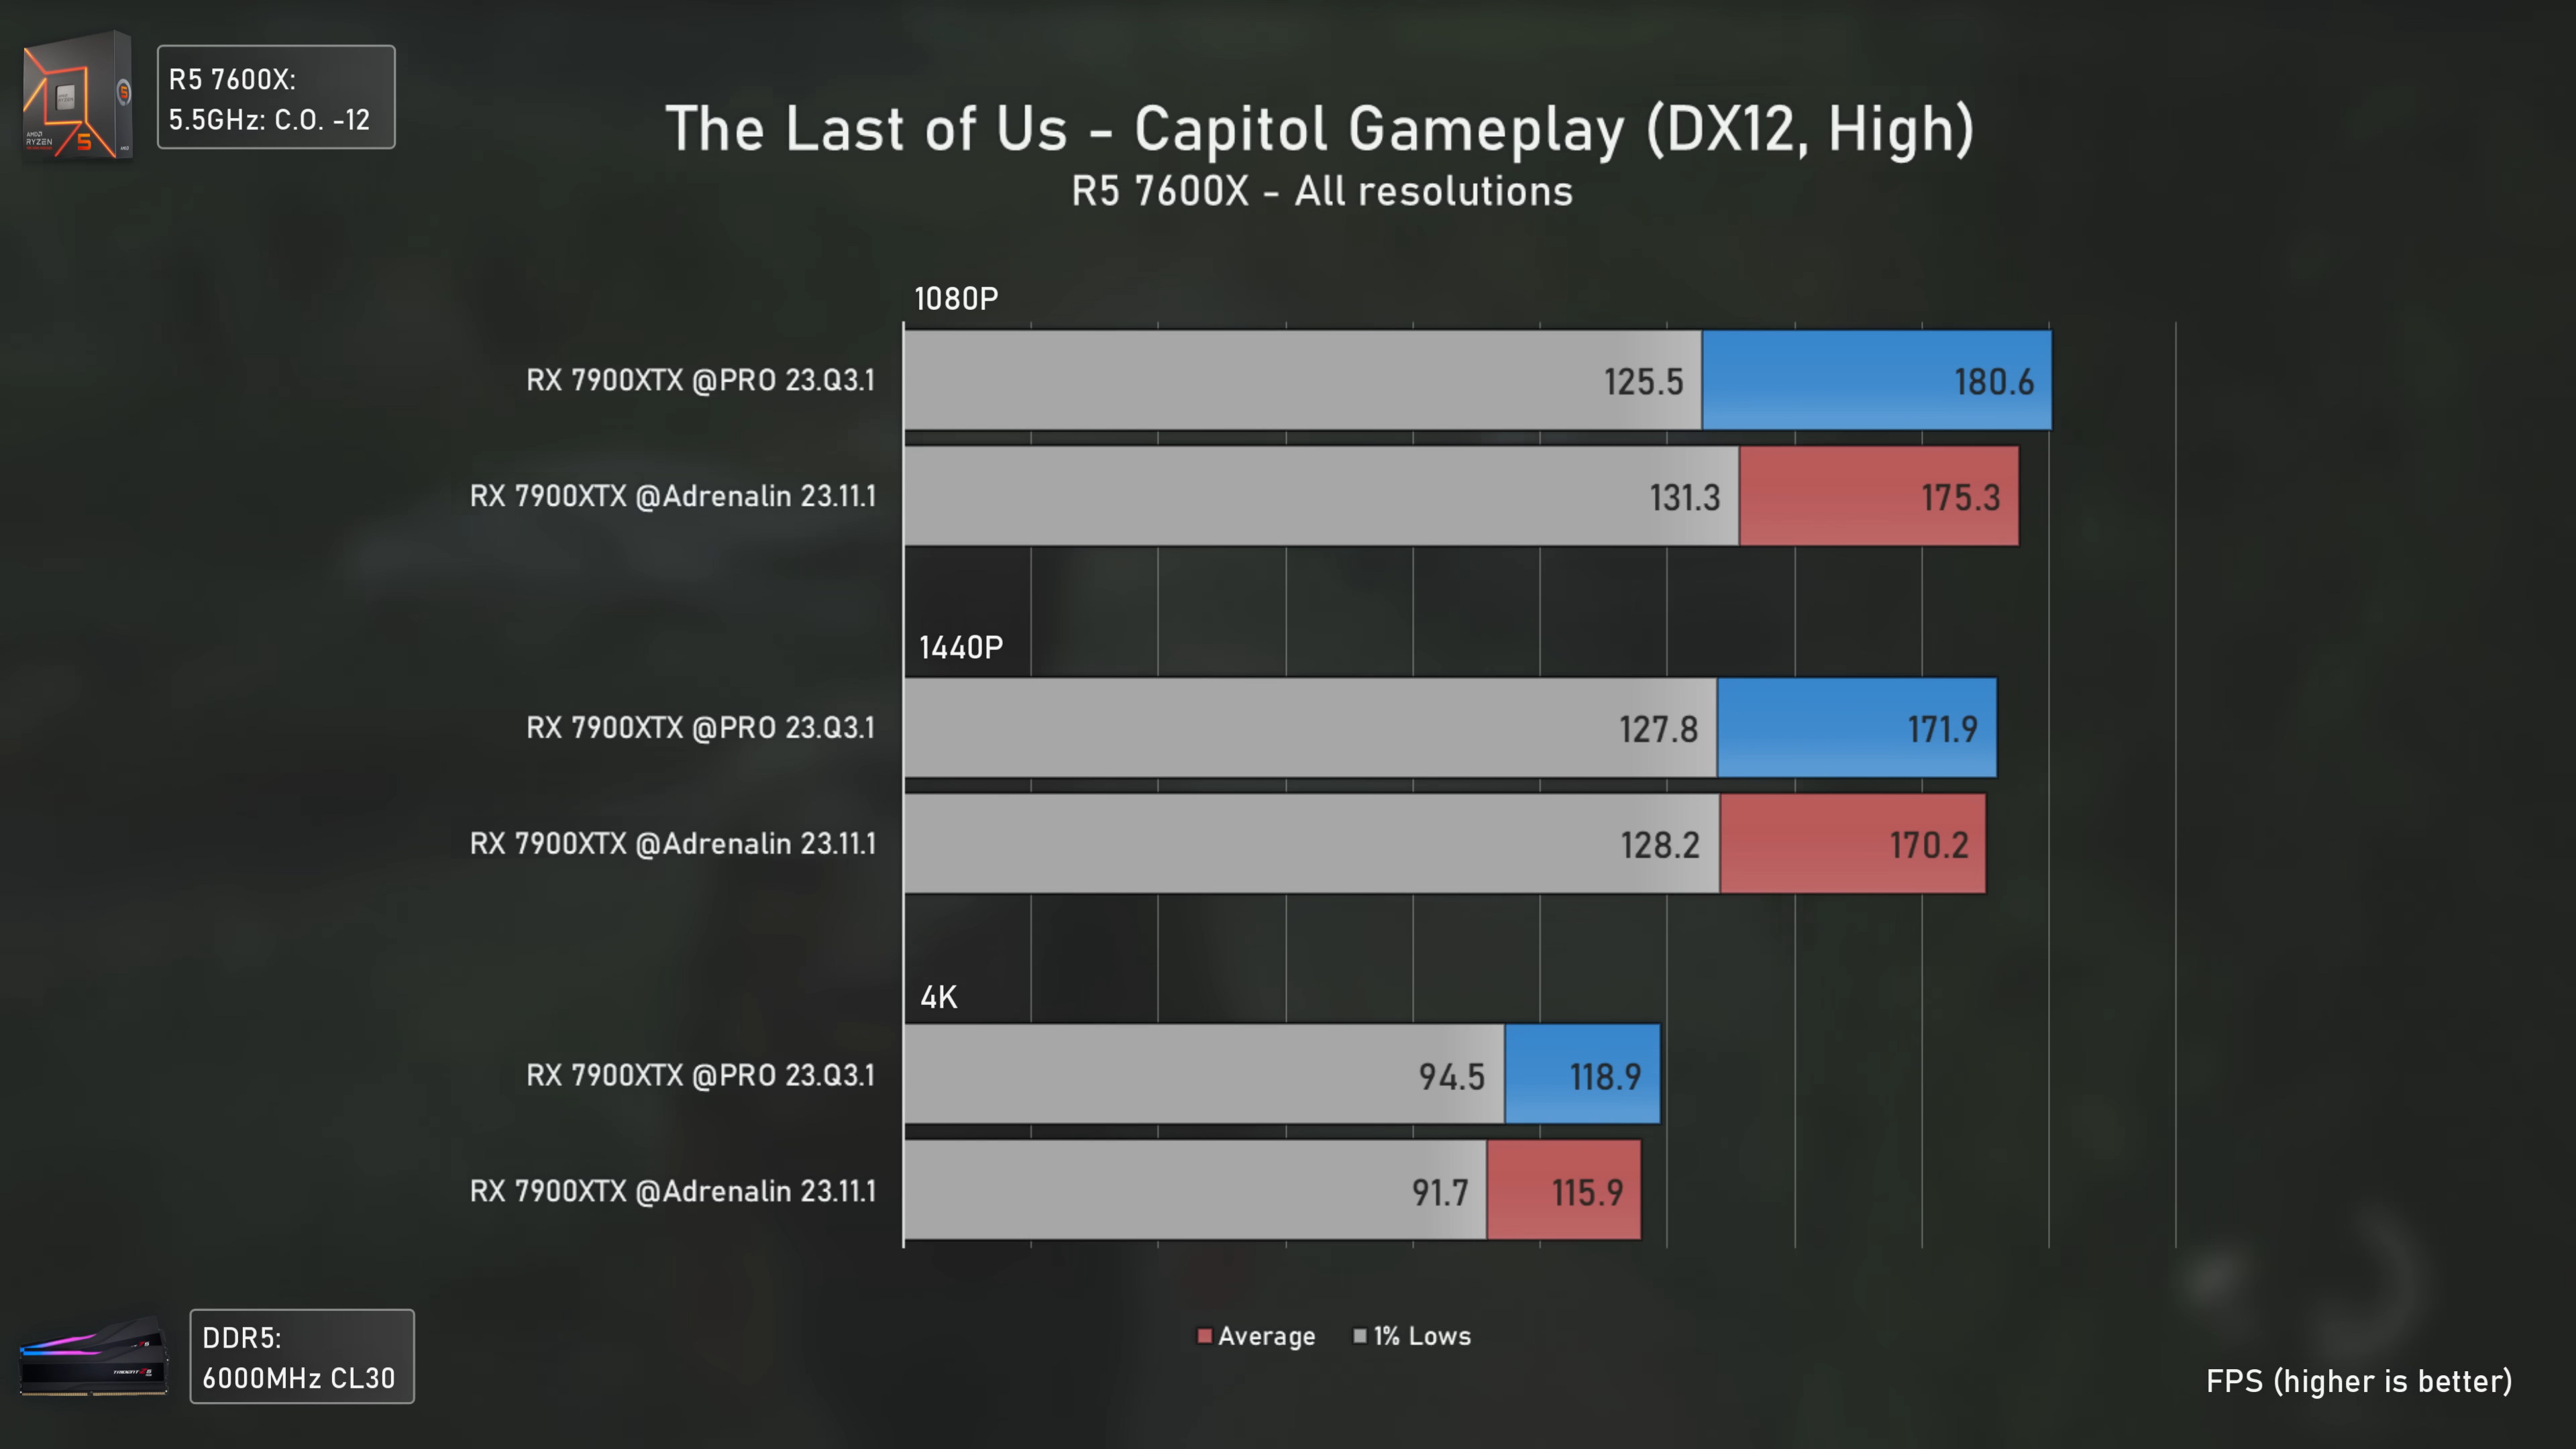 R5 7600X:
5.5GHz: C.O. -12
AMD
RYZEN
5
5
The Last of Us - Capitol Gameplay (DX12, High)
R5 7600X - All resolutions
1080P
RX 7900XTX @PRO 23.Q3.1
125.5
180.6
RX 7900XTX @Adrenalin 23.11.1
131.3
175.3
1440P
RX 7900XTX @PRO 23.Q3.1
127.8
171.9
RX 7900XTX @Adrenalin 23.11.1
128.2
170.2
4K
RX 7900XTX @PRO 23.Q3.1
94.5
118.9
RX 7900XTX @Adrenalin 23.11.1
91.7
115.9
Average
1% Lows
DDR5:
6000MHz CL30
FPS (higher is better)